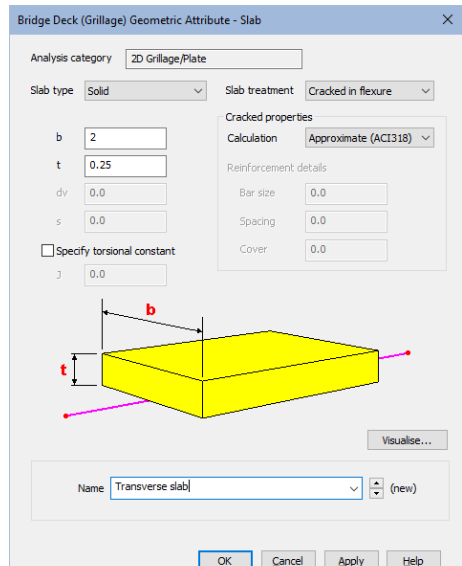 Bridge Deck (Grillage) Geometric Attribute - Slab
Analysis category 2D Grillage/Plate
Slab type Solid Slab treatment Cracked in flexure
Cracked properties
b 2 Calculation Approximate (ACI318)
t 0.25 Reinforcement details
dv 0.0 Bar size 0.0
s 0.0 Spacing 0.0
Specify torsional constant Cover 0.0
J 0.0
b
t
Visualise...
Name Transverse slab (new)
OK Cancel Apply Help